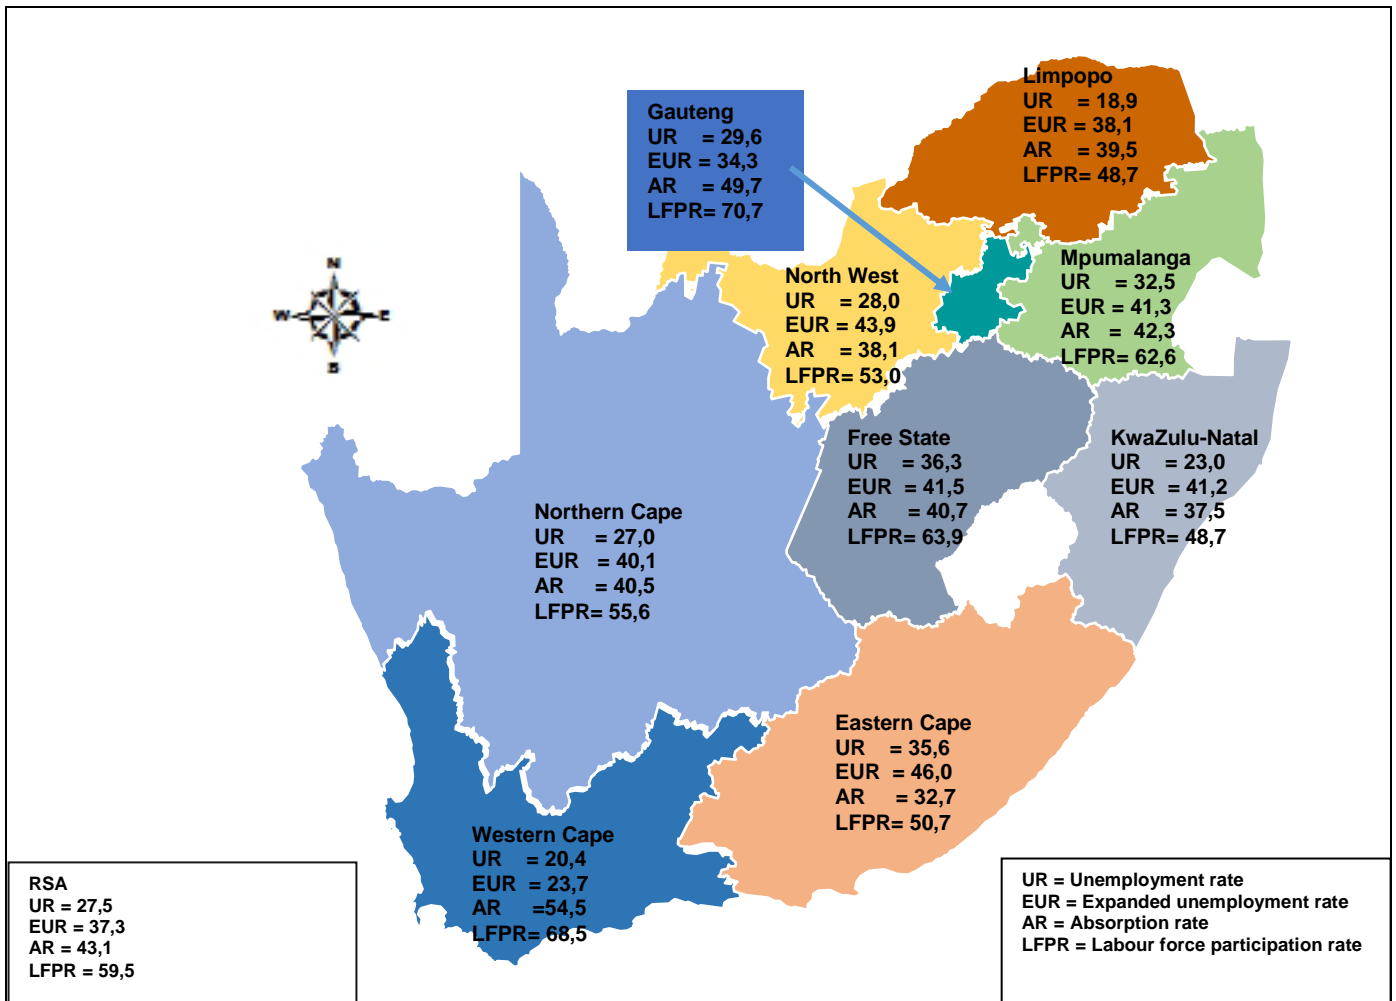 Limpopo
UR = 18,9
EUR = 38,1
AR = 39,5
LFPR= 48,7
Gauteng
UR = 29,6
EUR = 34,3
AR = 49,7
LFPR= 70,7
N
W E
S
North West
UR = 28,0
EUR = 43,9
AR = 38,1
LFPR= 53,0
Mpumalanga
UR = 32,5
EUR = 41,3
AR = 42,3
LFPR= 62,6
Free State
UR = 36,3
EUR = 41,5
AR = 40,7
LFPR= 63,9
KwaZulu-Natal
UR = 23,0
EUR = 41,2
AR = 37,5
LFPR= 48,7
Northern Cape
UR = 27,0
EUR = 40,1
AR = 40,5
LFPR= 55,6
Eastern Cape
UR = 35,6
EUR = 46,0
AR = 32,7
LFPR= 50,7
Western Cape
UR = 20,4
EUR = 23,7
AR =54,5
LFPR= 68,5
RSA
UR = 27,5
EUR = 37,3
AR = 43,1
LFPR = 59,5
UR = Unemployment rate
EUR = Expanded unemployment rate
AR = Absorption rate
LFPR = Labour force participation rate